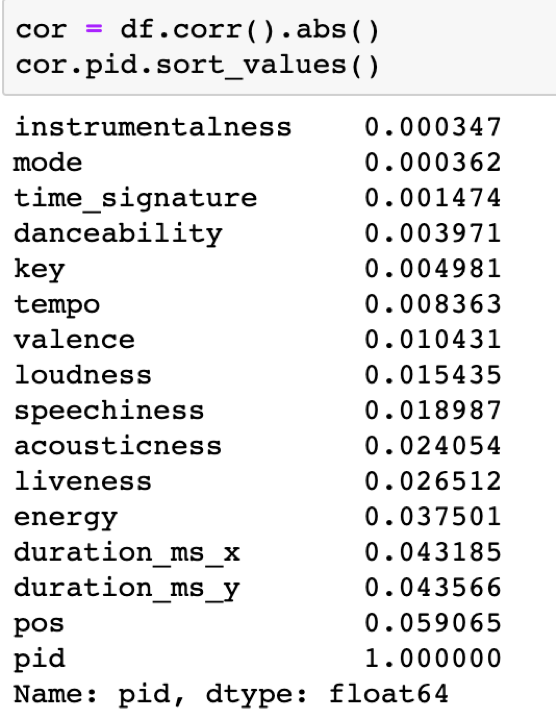 cor = df.corr().abs()
cor.pid.sort_values()
instrumentalness 0.000347
mode 0.000362
time_signature 0.001474
danceability 0.003971
key 0.004981
tempo 0.008363
valence 0.010431
loudness 0.015435
speechiness 0.018987
acousticness 0.024054
liveness 0.026512
energy 0.037501
duration_ms_x 0.043185
duration_ms_y 0.043566
pos 0.059065
pid 1.000000
Name: pid, dtype: float64